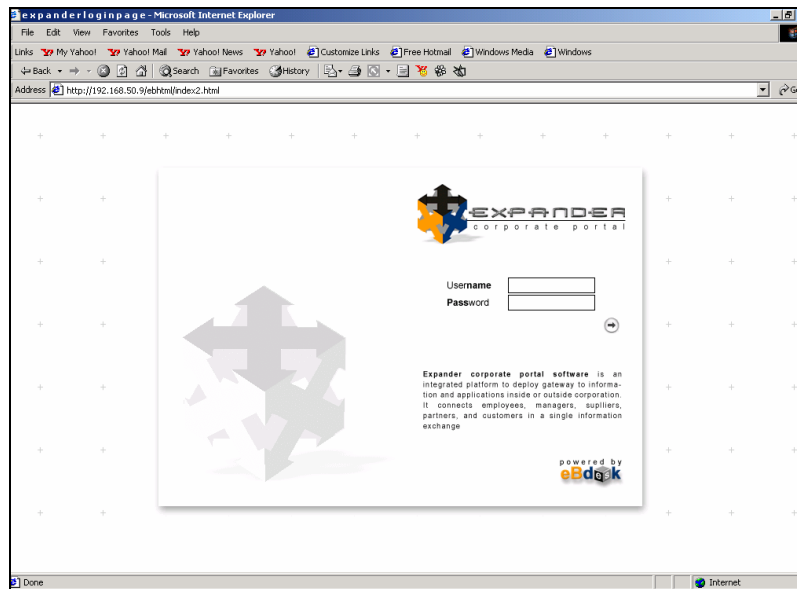 e x p a n d e r l o g i n p a g e - Microsoft Internet Explorer
File Edit View Favorites Tools Help
Links My Yahoo! Yahoo! Mail Yahoo! News Yahoo! Customize Links Free Hotmail Windows Media Windows
Back Search Favorites History
Address http://192.168.50.9/ebhtml/index2.html G
EXPANDER
corporate portal
Username
Password
Expander corporate portal software is an
integrated platform to deploy gateway to informa-
tion and applications inside or outside corporation.
It connects employees, managers, supliiers,
partners, and customers in a single information
exchange
powered by
eBdesk
Done Internet